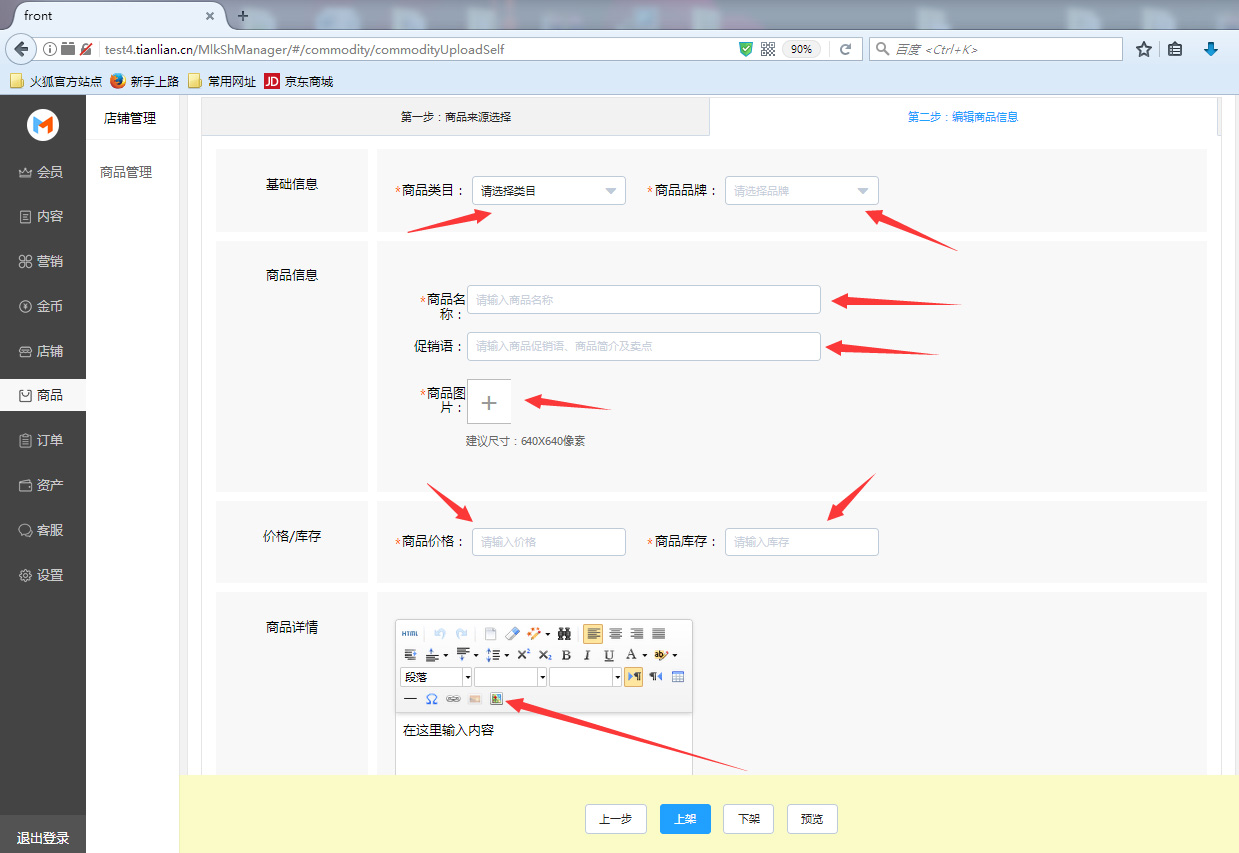 front
test4.tianlian.cn/MlkShManager/#/commodity/commodityUploadSelf
90%
百度 <Ctrl+K>
火狐官方站点
新手上路
常用网址
JD 京东商城
店铺管理
商品管理
会员
内容
营销
金币
店铺
商品
订单
资产
客服
设置
退出登录
第一步：商品来源选择
第二步：编辑商品信息
基础信息
*商品类目：
请选择类目
*商品品牌：
请选择品牌
商品信息
*商品名
称：
请输入商品名称
促销语：
请输入商品促销语、商品简介及卖点
*商品图
片：
建议尺寸：640X640像素
价格/库存
*商品价格：
请输入价格
*商品库存：
请输入库存
商品详情
HTML
段落
在这里输入内容
上一步
上架
下架
预览